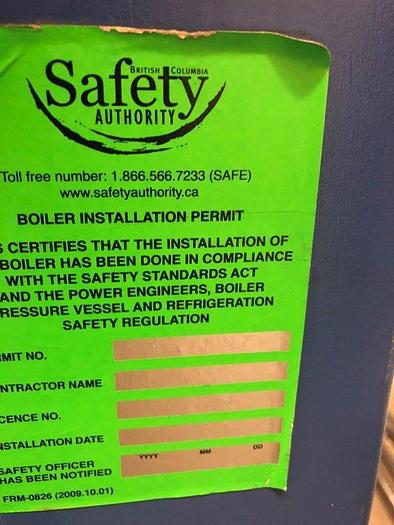 BRITISH COLUMBIA
Safety
AUTHORITY
Toll free number: 1.866.566.7233 (SAFE)
www.safetyauthority.ca
BOILER INSTALLATION PERMIT
S CERTIFIES THAT THE INSTALLATION OF
BOILER HAS BEEN DONE IN COMPLIANCE
WITH THE SAFETY STANDARDS ACT
AND THE POWER ENGINEERS, BOILER
RESSURE VESSEL AND REFRIGERATION
SAFETY REGULATION
MIT NO.
NTRACTOR NAME
CENCE NO.
NSTALLATION DATE
YYYY MM DD
SAFETY OFFICER
HAS BEEN NOTIFIED
FRM-0826 (2009.10.01)